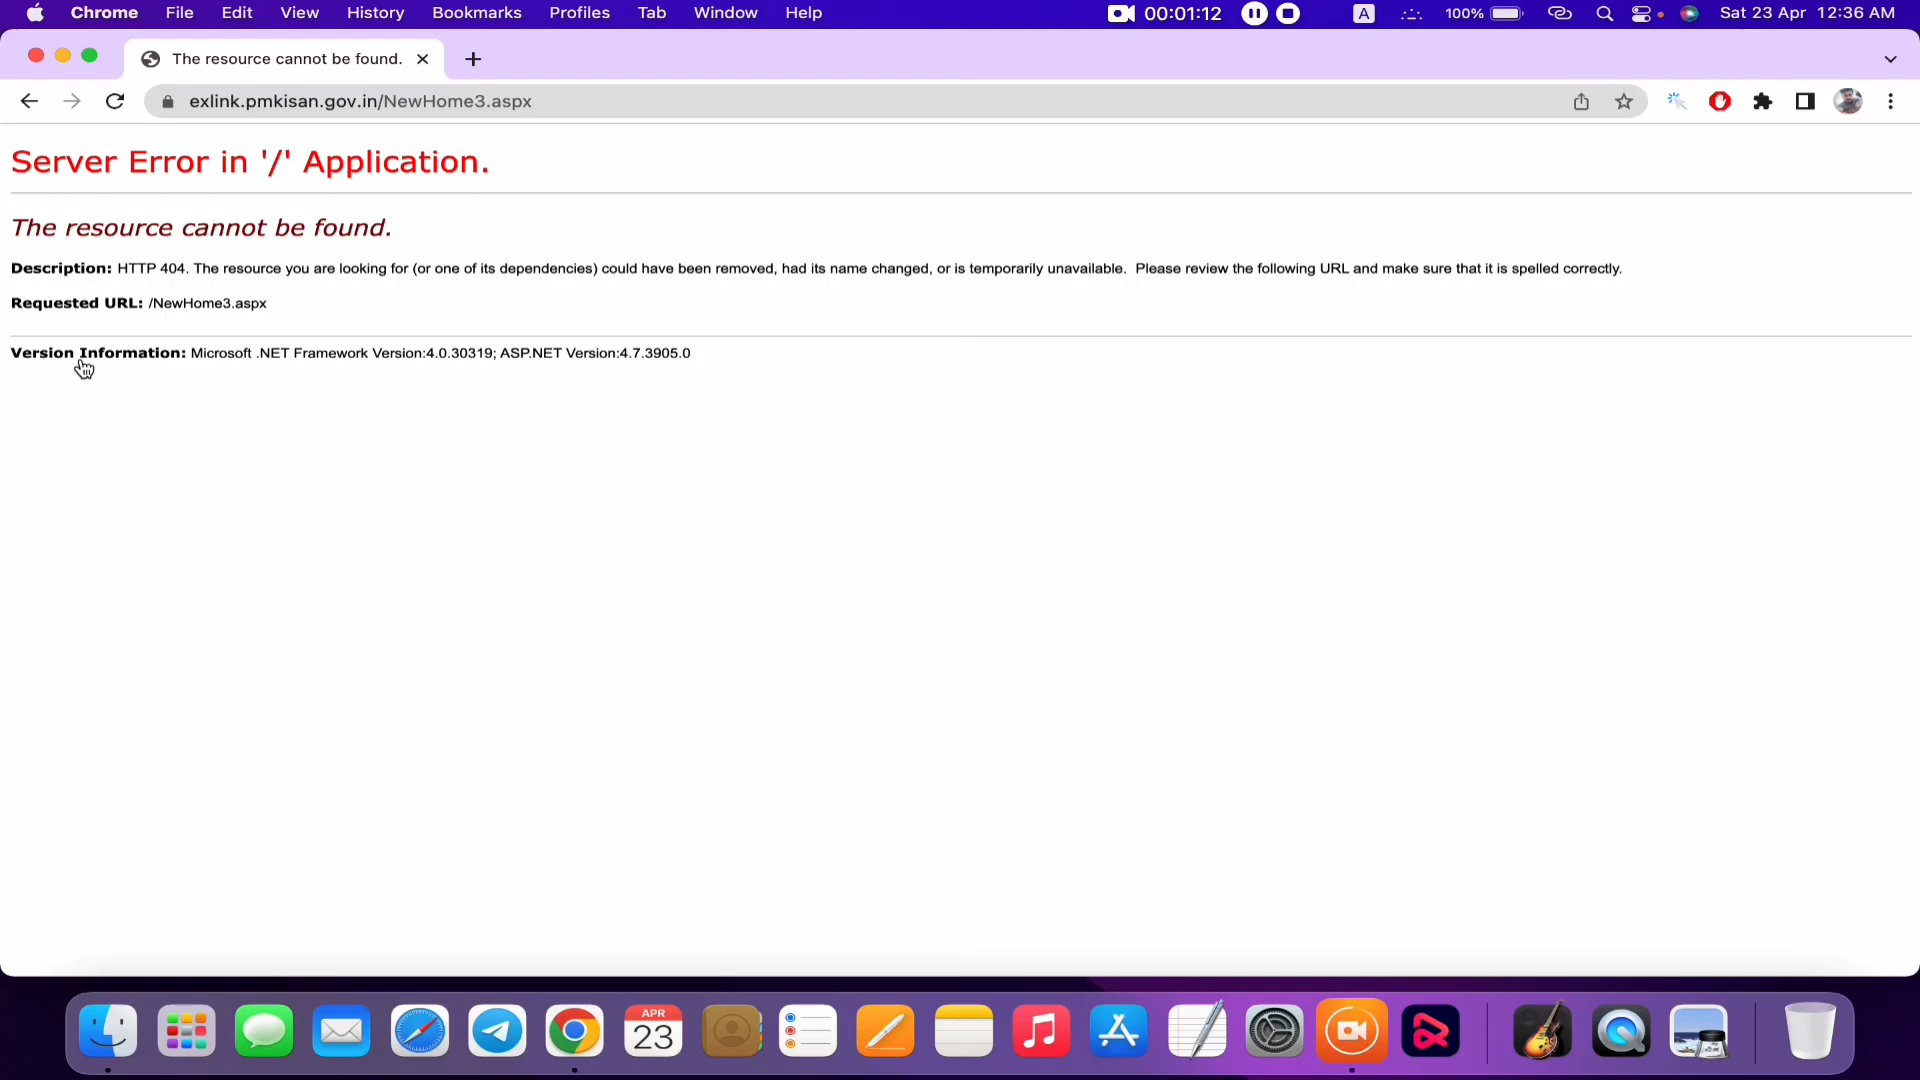 Chrome File Edit View History Bookmarks Profiles Tab Window Help 00:01:12 A 100% Sat 23 Apr 12:36 AM
The resource cannot be found.
exlink.pmkisan.gov.in/NewHome3.aspx
Server Error in '/' Application.
The resource cannot be found.
Description: HTTP 404. The resource you are looking for (or one of its dependencies) could have been removed, had its name changed, or is temporarily unavailable.  Please review the following URL and make sure that it is spelled correctly.
Requested URL: /NewHome3.aspx
Version Information: Microsoft .NET Framework Version:4.0.30319; ASP.NET Version:4.7.3905.0
APR
23